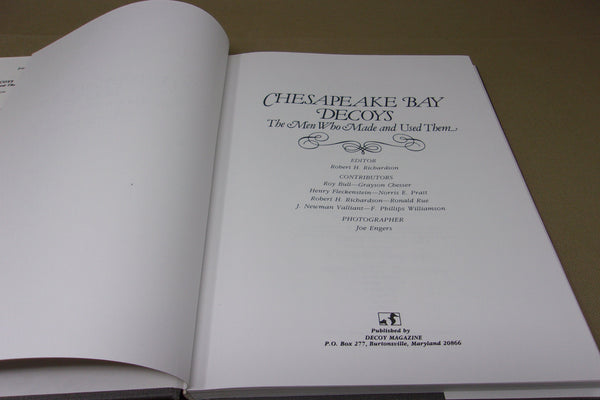 CHESAPEAKE BAY
DECOYS
The Men Who Made and Used Them
EDITOR
Robert H. Richardson
CONTRIBUTORS
Roy Bull—Grayson Chesser
Henry Fleckenstein—Norris E. Pratt
Robert H. Richardson—Ronald Rue
J. Newman Valliant—F. Phillips Williamson
PHOTOGRAPHER
Joe Engers
Published by
DECOY MAGAZINE
P.O. Box 277, Burtonsville, Maryland 20866